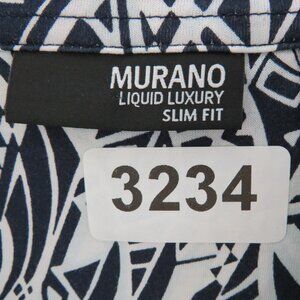 MURANO
LIQUID LUXURY
SLIM FIT
3234